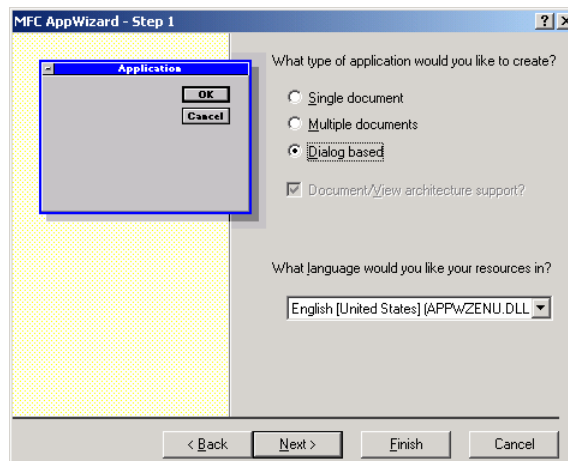 MFC AppWizard - Step 1
Application
OK
Cancel
What type of application would you like to create?
Single document
Multiple documents
Dialog based
Document/View architecture support?
What language would you like your resources in?
English [United States] (APPWZENU.DLL
< Back
Next >
Finish
Cancel